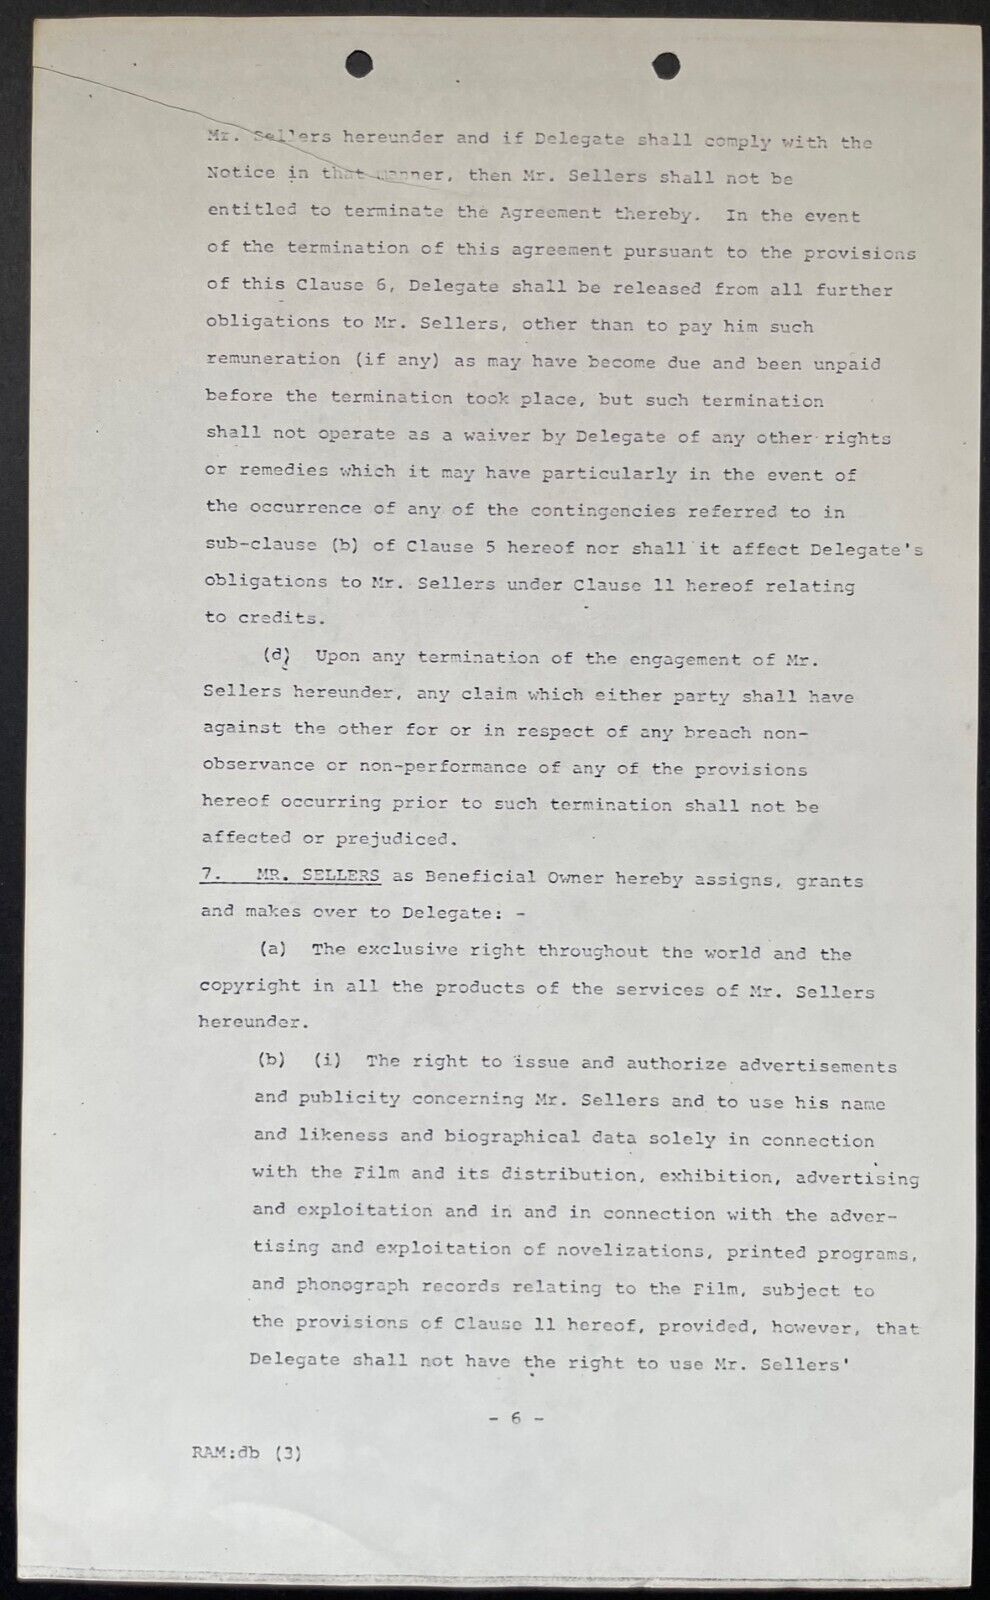 Mr. Sellers hereunder and if Delegate shall comply with the
Notice in that manner, then Mr. Sellers shall not be
entitled to terminate the Agreement thereby.  In the event
of the termination of this agreement pursuant to the provisions
of this Clause 6, Delegate shall be released from all further
obligations to Mr. Sellers, other than to pay him such
remuneration (if any) as may have become due and been unpaid
before the termination took place, but such termination
shall not operate as a waiver by Delegate of any other rights
or remedies which it may have particularly in the event of
the occurrence of any of the contingencies referred to in
sub-clause (b) of Clause 5 hereof nor shall it affect Delegate's
obligations to Mr. Sellers under Clause 11 hereof relating
to credits.
(d)  Upon any termination of the engagement of Mr.
Sellers hereunder, any claim which either party shall have
against the other for or in respect of any breach non-
observance or non-performance of any of the provisions
hereof occurring prior to such termination shall not be
affected or prejudiced.
7.  MR. SELLERS as Beneficial Owner hereby assigns, grants
and makes over to Delegate: -
(a)  The exclusive right throughout the world and the
copyright in all the products of the services of Mr. Sellers
hereunder.
(b)  (i)  The right to issue and authorize advertisements
and publicity concerning Mr. Sellers and to use his name
and likeness and biographical data solely in connection
with the Film and its distribution, exhibition, advertising
and exploitation and in and in connection with the adver-
tising and exploitation of novelizations, printed programs,
and phonograph records relating to the Film, subject to
the provisions of Clause 11 hereof, provided, however, that
Delegate shall not have the right to use Mr. Sellers'
- 6 -
RAM:db (3)